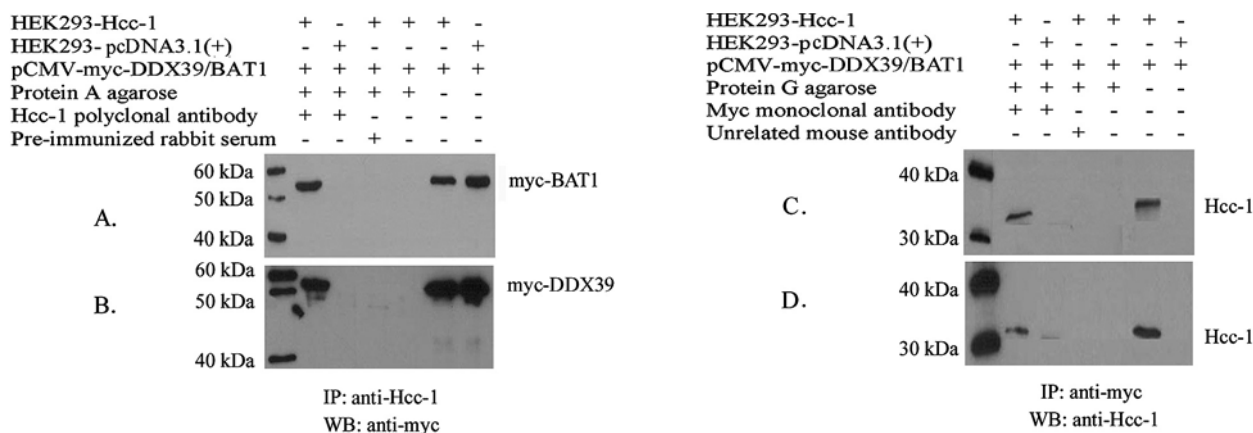 HEK293-Hcc-1 + - + + + -
HEK293- pcDNA3.1(+) - + - - - +
pCMV-myc-DDX39/BAT1 + + + + + +
Protein A agarose + + + + - -
Hcc-1 polyclonal antibody + + - - - -
Pre-immunized rabbit serum - - + - - -
60 kDa
50 kDa
40 kDa
A.
myc-BAT1
60 kDa
50 kDa
40 kDa
B.
myc-DDX39
IP: anti-Hcc-1
WB: anti-myc
HEK293-Hcc-1 + - + + + -
HEK293-pcDNA3.1(+) - + - - - +
pCMV-myc-DDX39/BAT1 + + + + + +
Protein G agarose + + + + - -
Myc monoclonal antibody + + - - - -
Unrelated mouse antibody - - + - - -
40 kDa
30 kDa
C.
Hcc-1
40 kDa
30 kDa
D.
Hcc-1
IP: anti-myc
WB: anti-Hcc-1